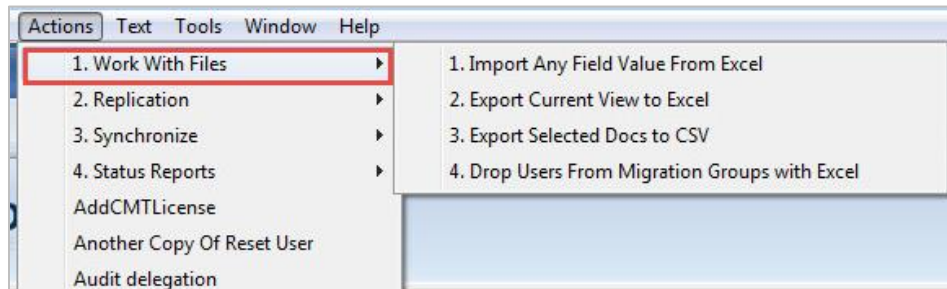 Actions Text Tools Window Help
1. Work With Files
2. Replication
3. Synchronize
4. Status Reports
AddCMTLicense
Another Copy Of Reset User
Audit delegation
1. Import Any Field Value From Excel
2. Export Current View to Excel
3. Export Selected Docs to CSV
4. Drop Users From Migration Groups with Excel